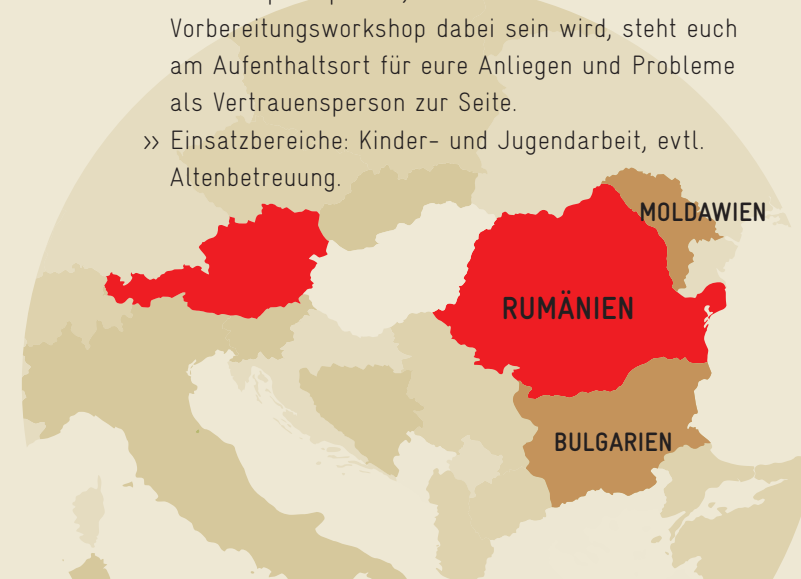 Vorbereitungsworkshop dabei sein wird, steht euch
am Aufenthaltsort für eure Anliegen und Probleme
als Vertrauensperson zur Seite.
>> Einsatzbereiche: Kinder- und Jugendarbeit, evtl.
Altenbetreuung.
MOLDAWIEN
RUMÄNIEN
BULGARIEN